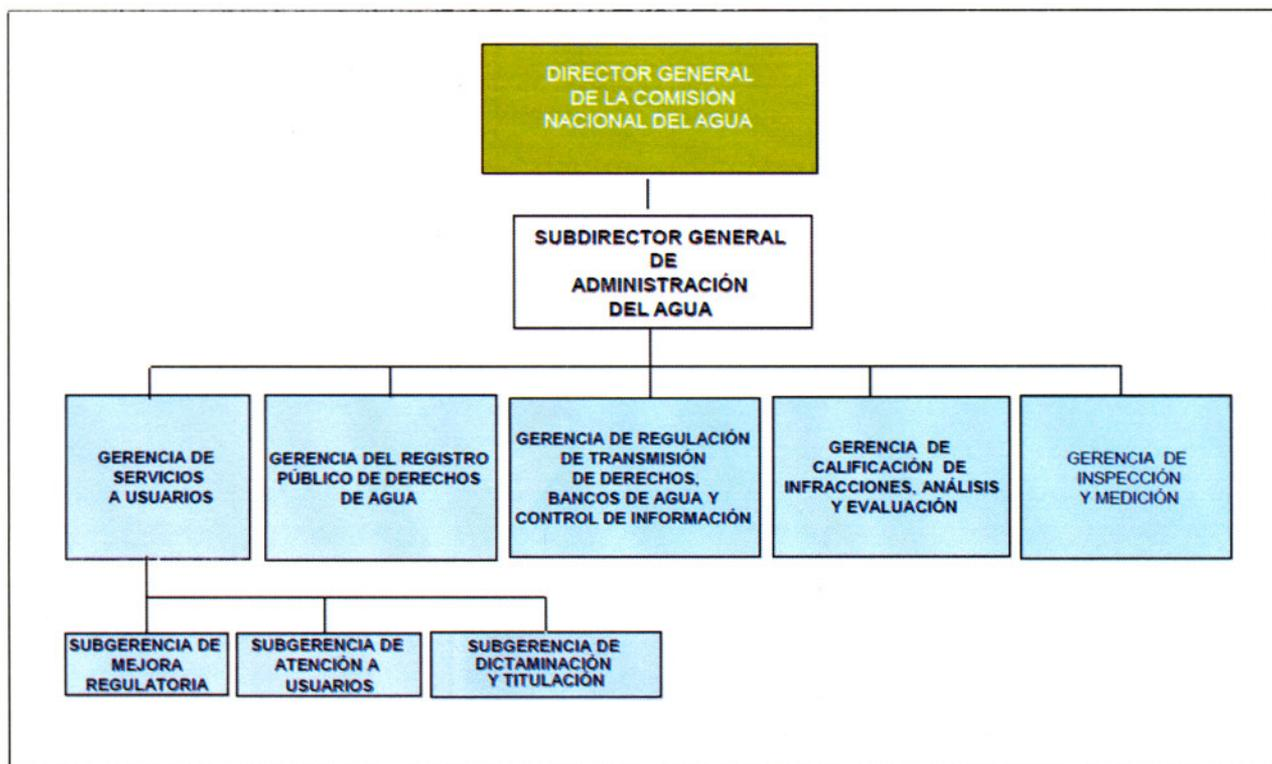 DIRECTOR GENERAL
DE LA COMISIÓN
NACIONAL DEL AGUA
SUBDIRECTOR GENERAL
DE
ADMINISTRACIÓN
DEL AGUA
GERENCIA DE
SERVICIOS
A USUARIOS
GERENCIA DEL REGISTRO
PÚBLICO DE DERECHOS
DE AGUA
GERENCIA DE REGULACIÓN
DE TRANSMISIÓN
DE DERECHOS,
BANCOS DE AGUA Y
CONTROL DE INFORMACIÓN
GERENCIA DE
CALIFICACIÓN DE
INFRACCIONES, ANÁLISIS
Y EVALUACIÓN
GERENCIA DE
INSPECCIÓN
Y MEDICIÓN
SUBGERENCIA DE
MEJORA
REGULATORIA
SUBGERENCIA DE
ATENCIÓN A
USUARIOS
SUBGERENCIA DE
DICTAMINACIÓN
Y TITULACIÓN